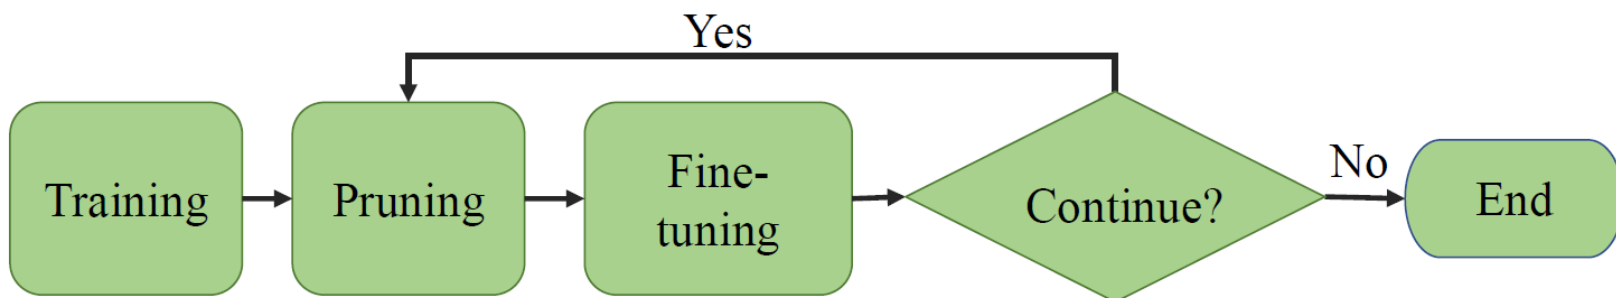 Yes
Training
Pruning
Fine-
tuning
Continue?
No
End